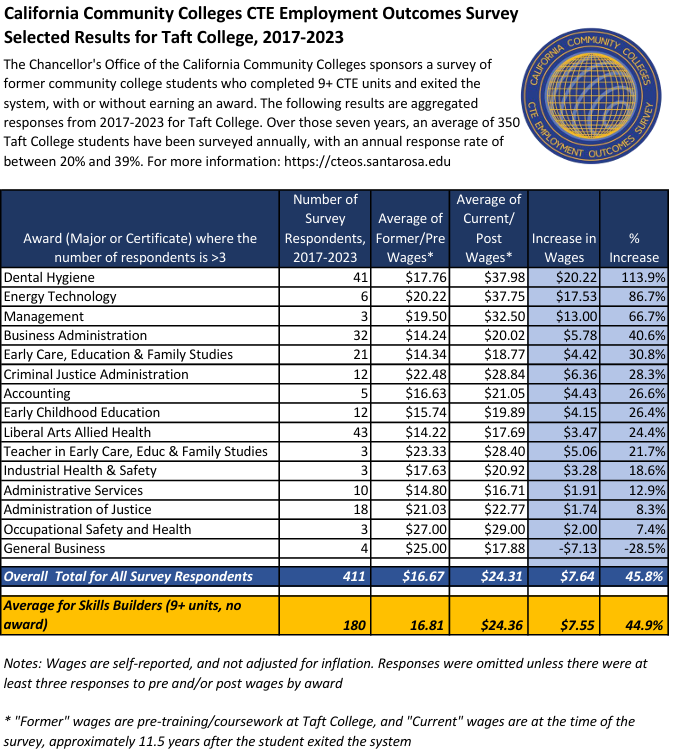 California Community Colleges CTE Employment Outcomes Survey
Selected Results for Taft College, 2017-2023
The Chancellor's Office of the California Community Colleges sponsors a survey of
former community college students who completed 9+ CTE units and exited the
system, with or without earning an award. The following results are aggregated
responses from 2017-2023 for Taft College. Over those seven years, an average of 350
Taft College students have been surveyed annually, with an annual response rate of
between 20% and 39%. For more information: https://cteos.santarosa.edu
CALIFORNIA COMMUNITY COLLEGES
CTE EMPLOYMENT OUTCOMES SURVEY
Award (Major or Certificate) where the number of respondents is >3 Number of Survey Respondents, 2017-2023 Average of Former/Pre Wages* Average of Current/ Post Wages* Increase in Wages % Increase
Dental Hygiene 41 $17.76 $37.98 $20.22 113.9%
Energy Technology 6 $20.22 $37.75 $17.53 86.7%
Management 3 $19.50 $32.50 $13.00 66.7%
Business Administration 32 $14.24 $20.02 $5.78 40.6%
Early Care, Education & Family Studies 21 $14.34 $18.77 $4.42 30.8%
Criminal Justice Administration 12 $22.48 $28.84 $6.36 28.3%
Accounting 5 $16.63 $21.05 $4.43 26.6%
Early Childhood Education 12 $15.74 $19.89 $4.15 26.4%
Liberal Arts Allied Health 43 $14.22 $17.69 $3.47 24.4%
Teacher in Early Care, Educ & Family Studies 3 $23.33 $28.40 $5.06 21.7%
Industrial Health & Safety 3 $17.63 $20.92 $3.28 18.6%
Administrative Services 10 $14.80 $16.71 $1.91 12.9%
Administration of Justice 18 $21.03 $22.77 $1.74 8.3%
Occupational Safety and Health 3 $27.00 $29.00 $2.00 7.4%
General Business 4 $25.00 $17.88 -$7.13 -28.5%
Overall Total for All Survey Respondents 411 $16.67 $24.31 $7.64 45.8%
Average for Skills Builders (9+ units, no
award) 180 16.81 $24.36 $7.55 44.9%
Notes: Wages are self-reported, and not adjusted for inflation. Responses were omitted unless there were at
least three responses to pre and/or post wages by award
* "Former" wages are pre-training/coursework at Taft College, and "Current" wages are at the time of the
survey, approximately 11.5 years after the student exited the system